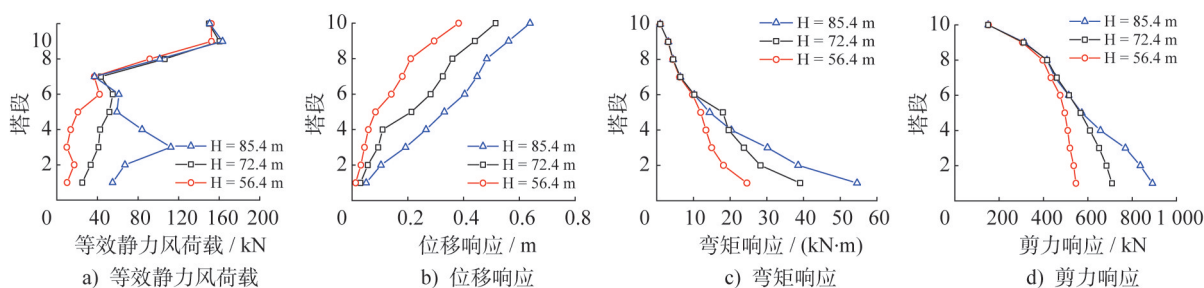 塔段
10
8
6
4
2
0
40
80
120
160
200
H = 85.4 m
H = 72.4 m
H = 56.4 m
等效静力风荷载 / kN
a) 等效静力风荷载
塔段
10
8
6
4
2
0
0.2
0.4
0.6
0.8
H = 85.4 m
H = 72.4 m
H = 56.4 m
位移响应 / m
b) 位移响应
塔段
10
8
6
4
2
0
10
20
30
40
50
60
H = 85.4 m
H = 72.4 m
H = 56.4 m
弯矩响应 / (kN·m)
c) 弯矩响应
塔段
10
8
6
4
2
0
200
400
600
800
1 000
H = 85.4 m
H = 72.4 m
H = 56.4 m
剪力响应 / kN
d) 剪力响应